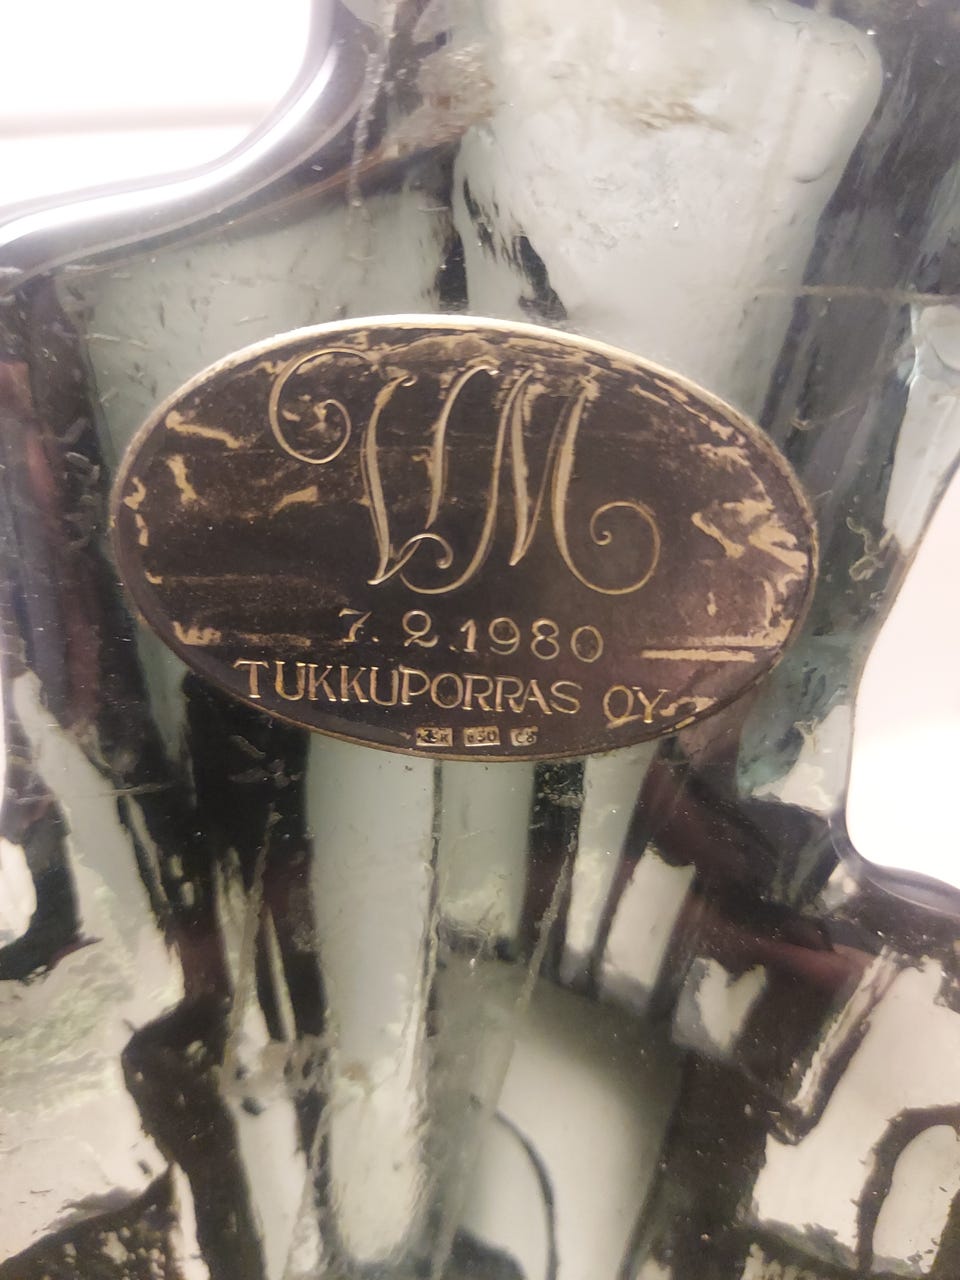 VM
7. 2.1980
TUKKUPORRAS OY